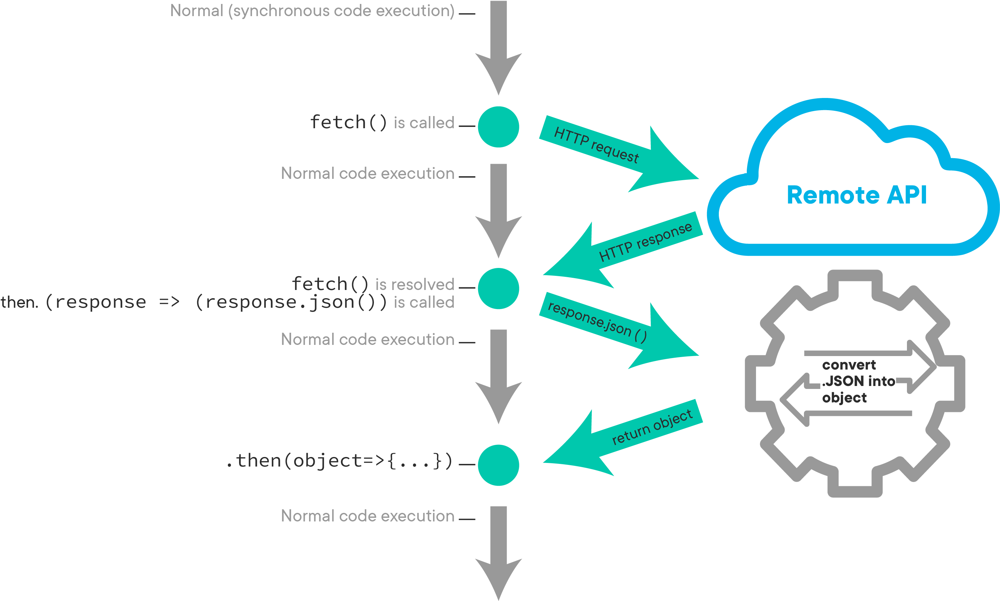 Normal (synchronous code execution)
fetch() is called
HTTP request
Normal code execution
Remote API
HTTP response
fetch() is resolved
then.(response => (response.json()) is called
response.json ()
Normal code execution
convert
.JSON into
object
return object
.then(object=>{...})
Normal code execution